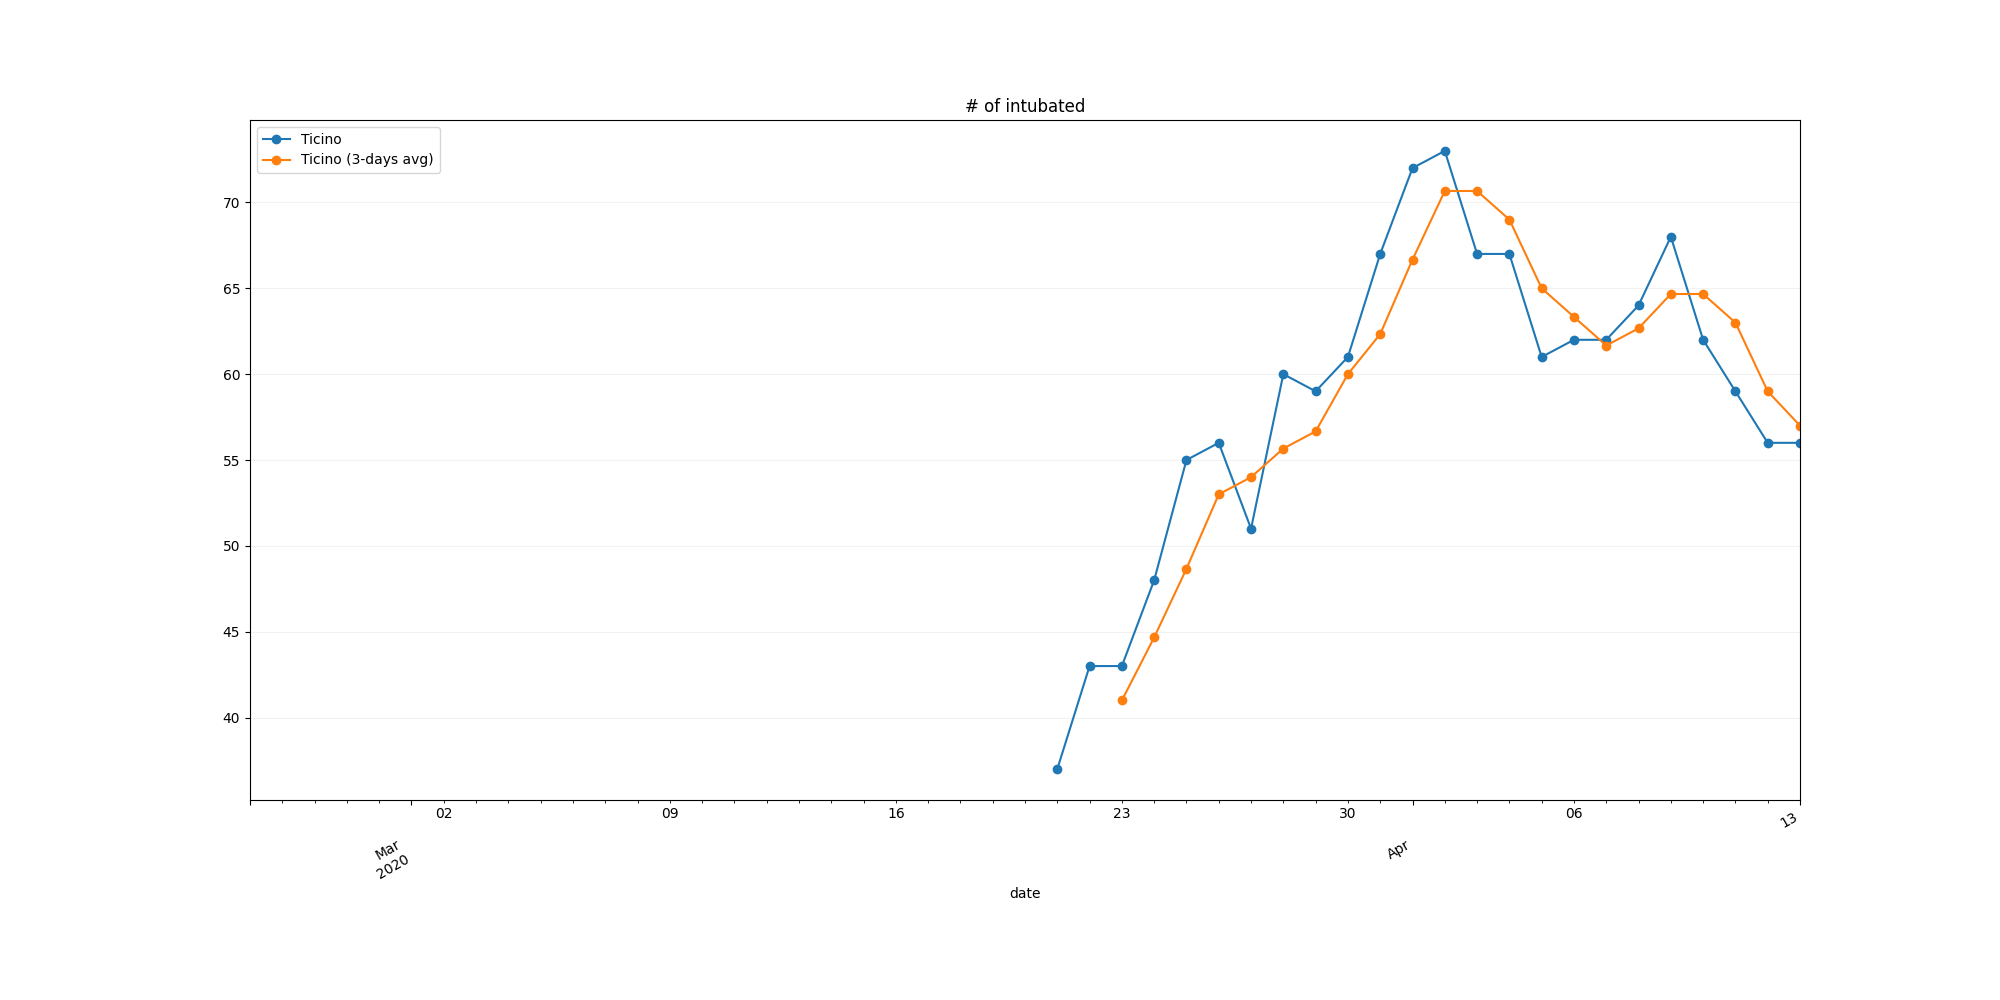 # of intubated
Ticino
Ticino (3-days avg)
70
65
60
55
50
45
40
02
09
16
23
30
06
13
Mar
2020
Apr
date